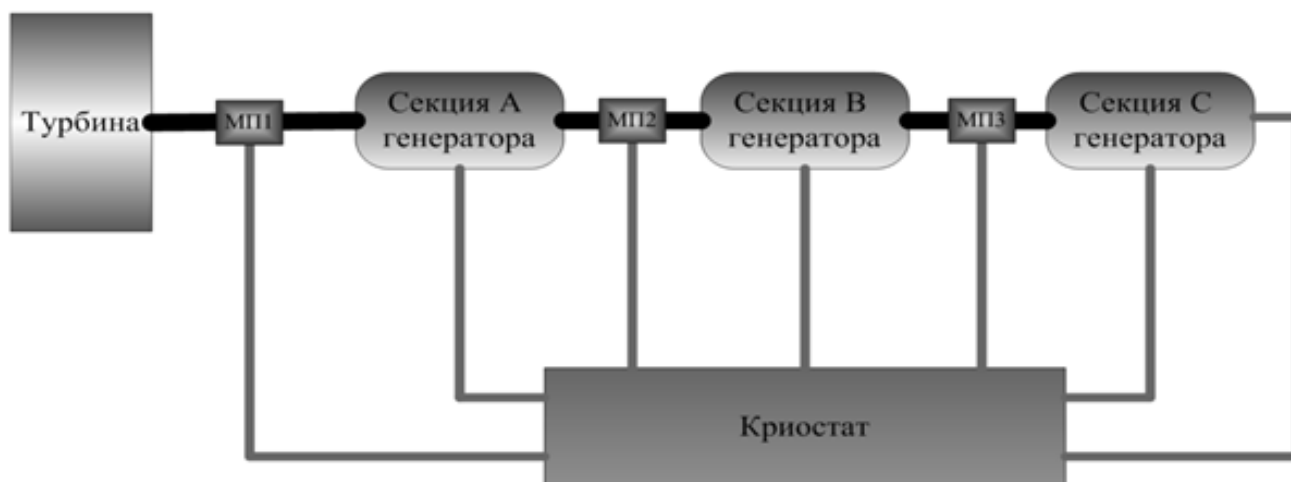 Турбина
МП1
Секция А
генератора
МП2
Секция В
генератора
МП3
Секция С
генератора
Криостат